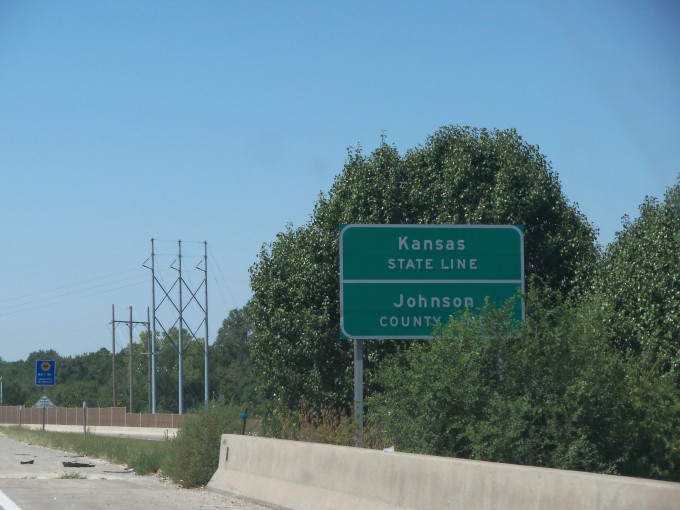 Kansas
STATE LINE
Johnson
COUNTY